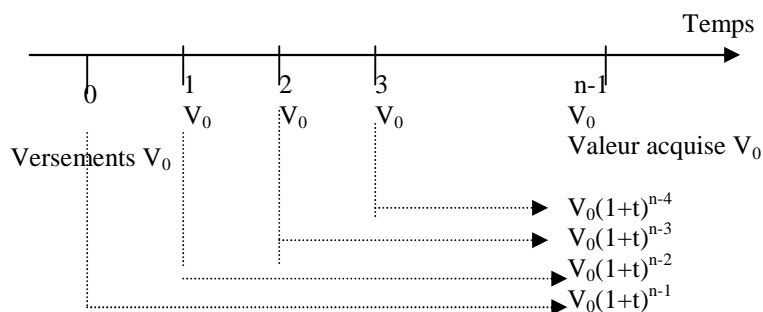 Temps
0 1 2 3 n-1
V₀ V₀ V₀ V₀
Versements V₀ Valeur acquise V₀
V₀(1+t)ⁿ⁻⁴
V₀(1+t)ⁿ⁻³
V₀(1+t)ⁿ⁻²
V₀(1+t)ⁿ⁻¹